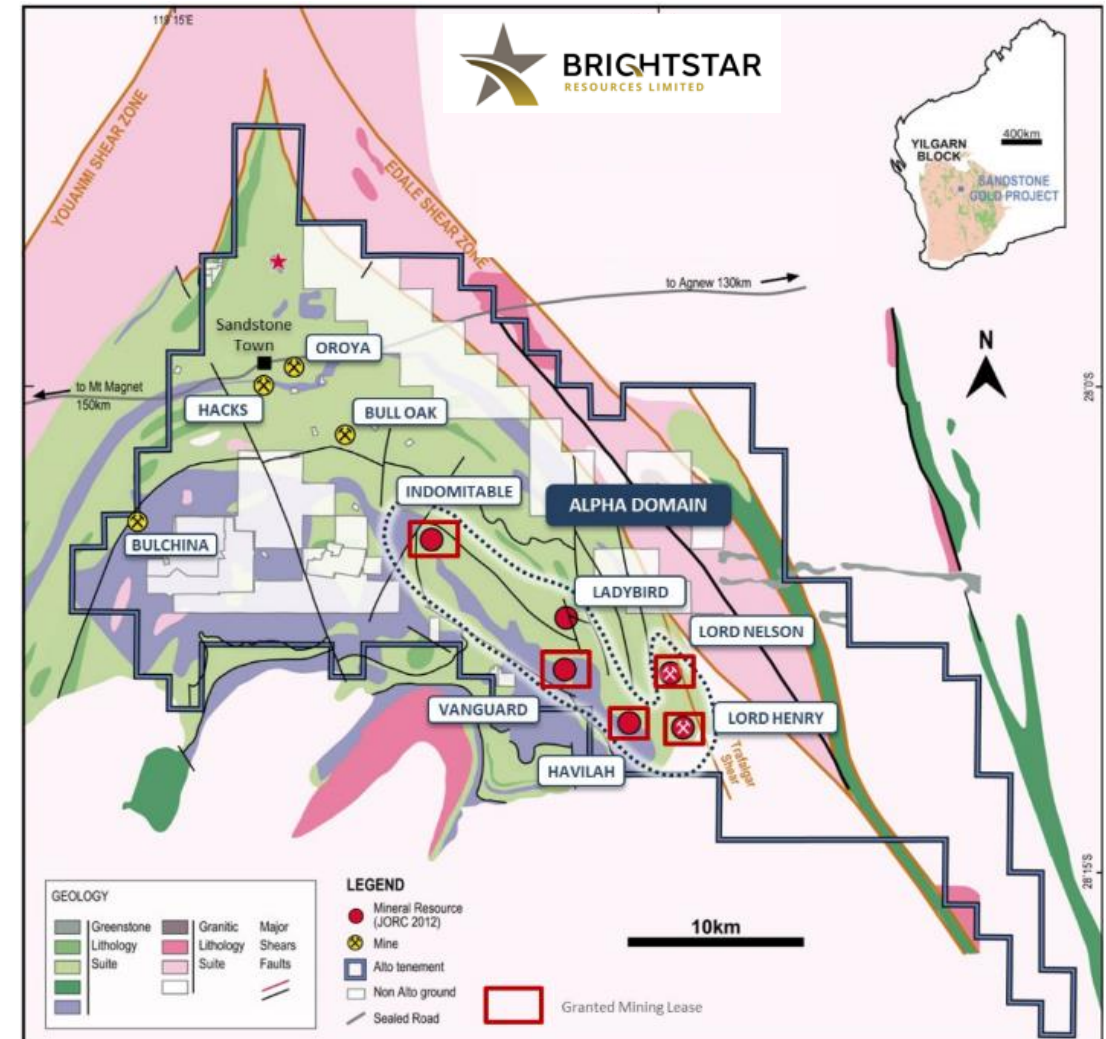 119°15'E
BRIGHTSTAR
RESOURCES LIMITED
YOUANMI SHEAR ZONE
EDALE SHEAR ZONE
400km
YILGARN
BLOCK
SANDSTONE
GOLD PROJECT
to Agnew 130km
Sandstone
Town
OROYA
N
to Mt Magnet
150km
HACKS
BULL OAK
28°0'S
INDOMITABLE
ALPHA DOMAIN
BULCHINA
LADYBIRD
LORD NELSON
VANGUARD
LORD HENRY
HAVILAH
Trafalgar
Shear
28°15'S
GEOLOGY
Greenstone
Lithology
Suite
Granitic
Lithology
Suite
Major
Shears
Faults
LEGEND
Mineral Resource
(JORC 2012)
Mine
Alto tenement
Non Alto ground
Sealed Road
Granted Mining Lease
10km